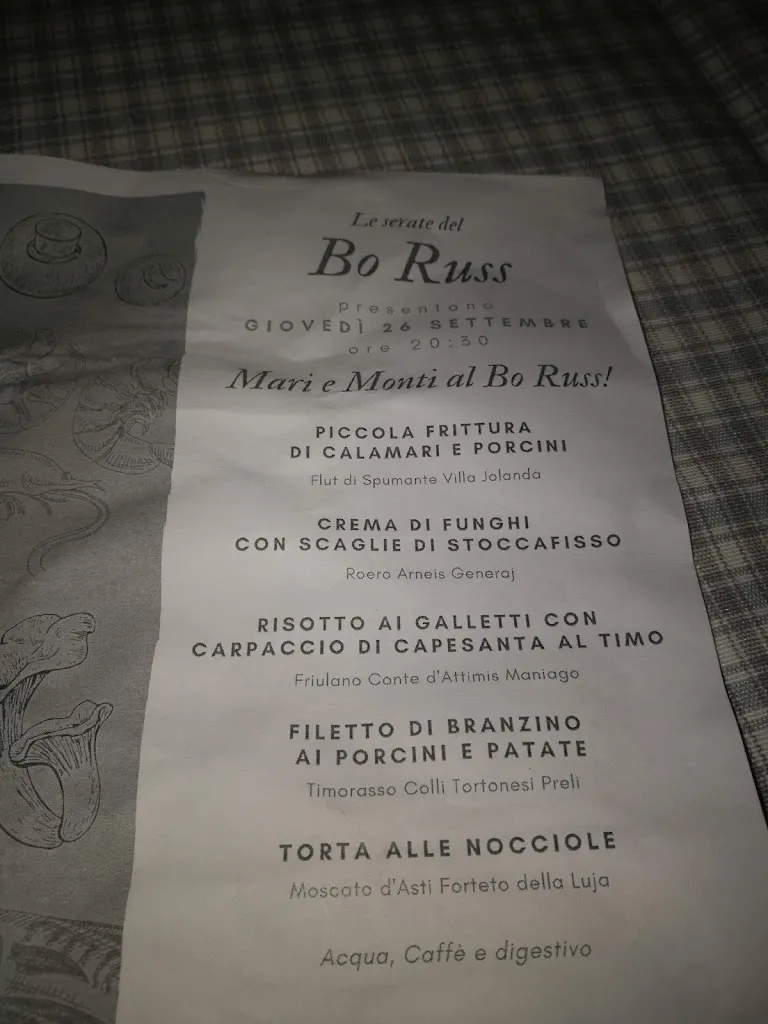 Le serate del
Bo Russ
Presentano
GIOVEDÌ 26 SETTEMBRE
ore 20:30
Mari e Monti al Bo Russ!
PICCOLA FRITTURA
DI CALAMARI E PORCINI
Flut di Spumante Villa Jolanda
CREMA DI FUNGHI
CON SCAGLIE DI STOCCAFISSO
Roero Arneis Generaj
RISOTTO AI GALLETTI CON
CARPACCIO DI CAPESANTA AL TIMO
Friulano Conte d'Attimis Maniago
FILETTO DI BRANZINO
AI PORCINI E PATATE
Timorasso Colli Tortonesi Preli
TORTA ALLE NOCCIOLE
Moscato d'Asti Forteto della Luja
Acqua, Caffè e digestivo